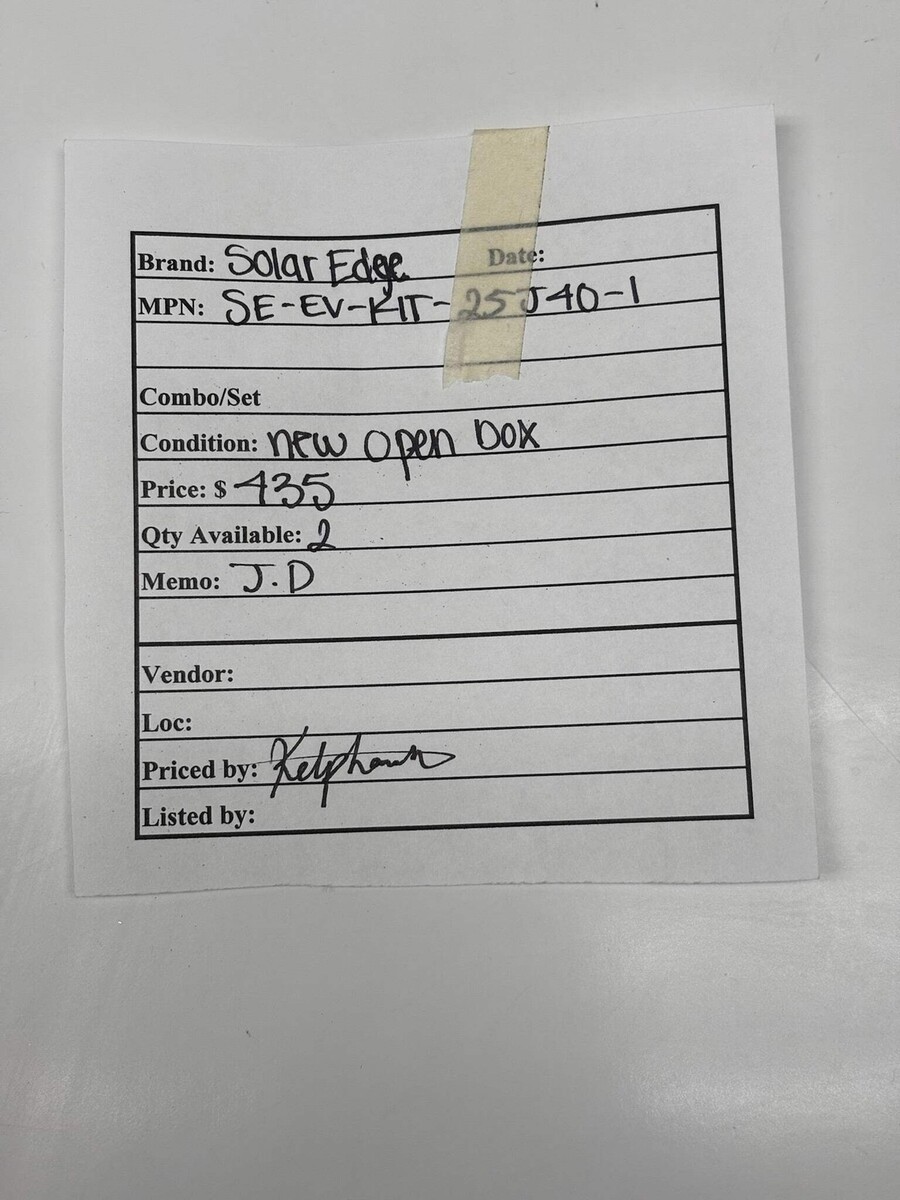 Brand: Solar Edge Date:
MPN: SE-EV-KIT-25J40-1
Combo/Set
Condition: new open box
Price: $ 435
Qty Available: 2
Memo: J.D
Vendor:
Loc:
Priced by:
Listed by: